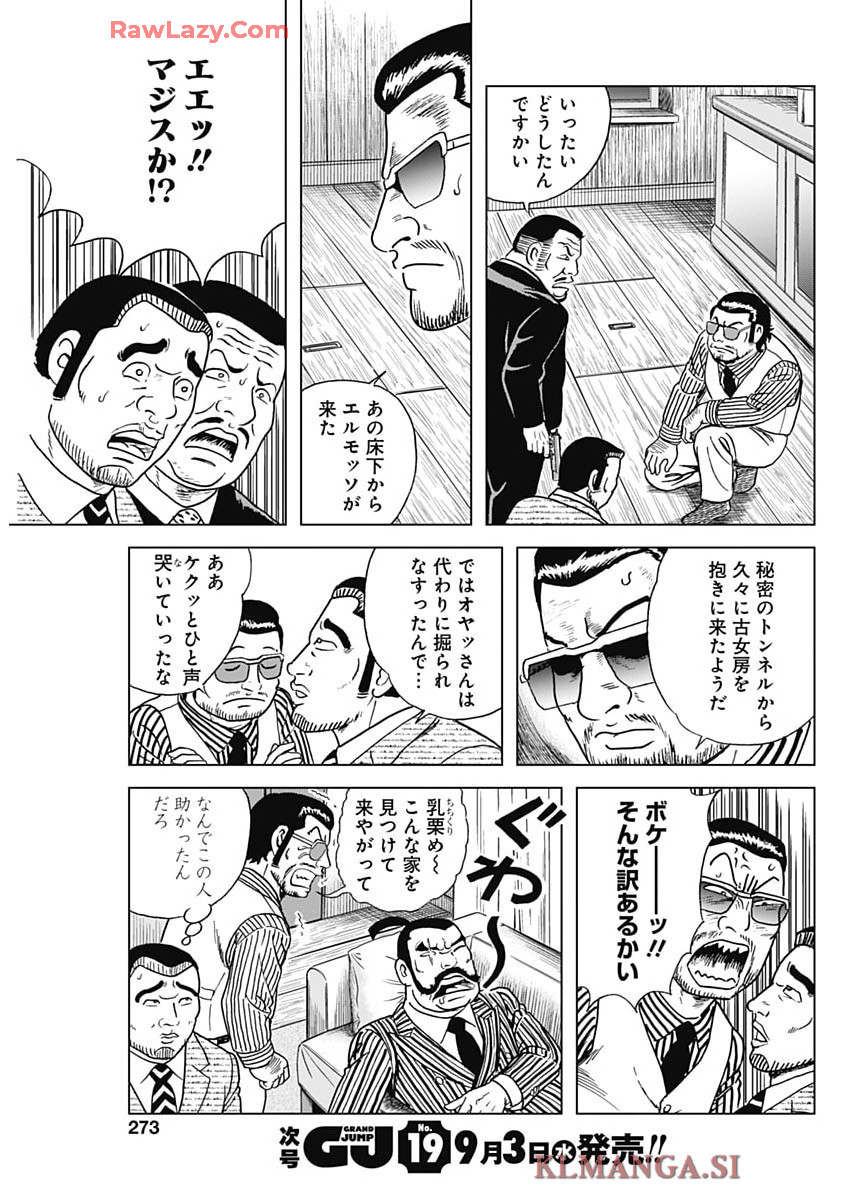 RawLazy.Com
いったい
どうしたん
ですかい
あの床下から
エルモッソが
来た
エエッ!!
マジスか!?
秘密のトンネルから
久々に古女房を
抱きに来たようだ
ではオヤッさんは
代わりに掘られ
なすったんで…
ああ
ケクッとひと声
哭いていったな
な
ボケ――ッ!!
そんな訳あるかい
ぐわ〜
乳栗め〜
ちちくり
こんな家を
見つけて
来やがって
なんでこの人
助かったん
だろ
273
次号 GRAND JUMP GJ No.19 9月3日水発売!!
KLMANGA.SI